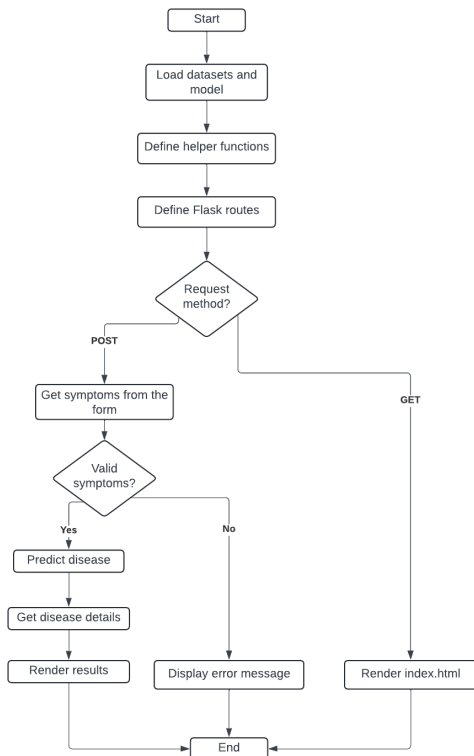 Start
Load datasets and
model
Define helper functions
Define Flask routes
Request
method?
POST
GET
Get symptoms from the
form
Valid
symptoms?
Yes
No
Predict disease
Get disease details
Render results
Display error message
Render index.html
End